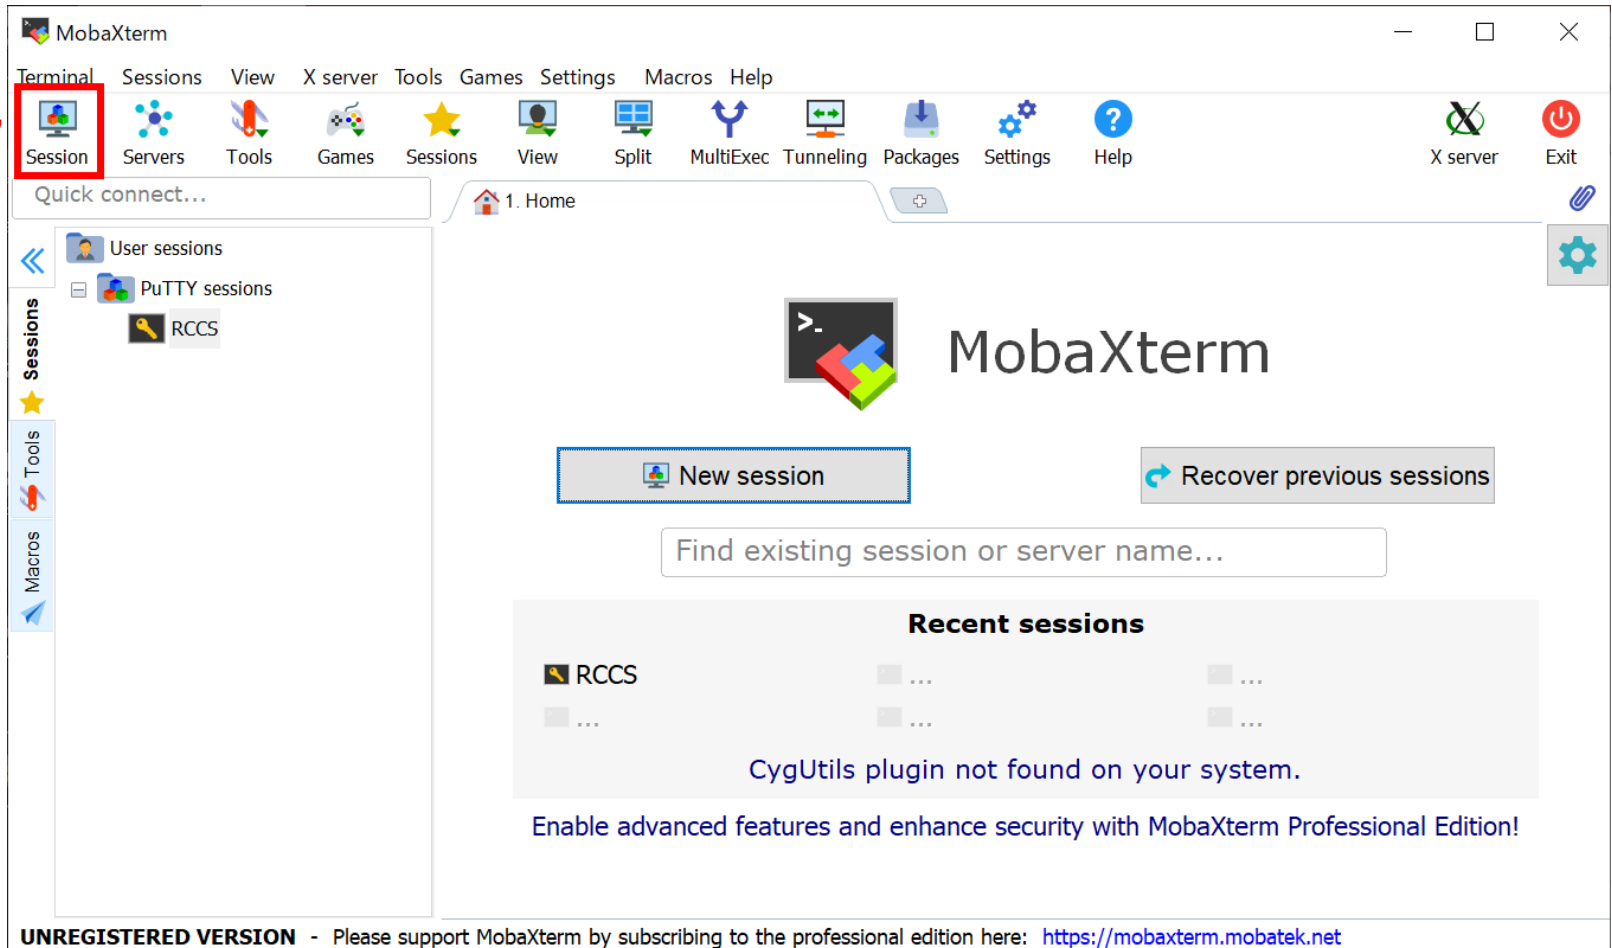 MobaXterm
Terminal Sessions View X server Tools Games Settings Macros Help
Session Servers Tools Games Sessions View Split MultiExec Tunneling Packages Settings Help X server Exit
Quick connect...
1. Home
User sessions
PuTTY sessions
RCCS
Sessions
Tools
Macros
>_
MobaXterm
New session
Recover previous sessions
Find existing session or server name...
Recent sessions
RCCS ... ...
... ... ...
CygUtils plugin not found on your system.
Enable advanced features and enhance security with MobaXterm Professional Edition!
UNREGISTERED VERSION - Please support MobaXterm by subscribing to the professional edition here: https://mobaxterm.mobatek.net